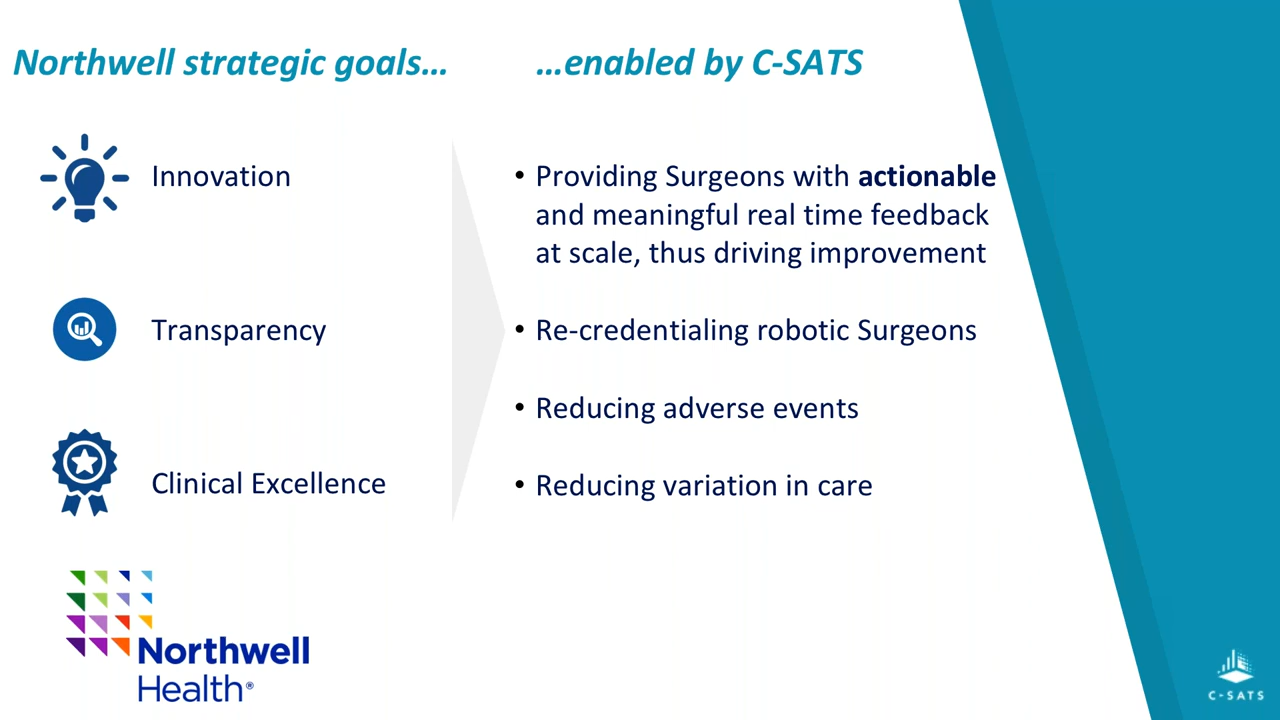 Northwell strategic goals…
…enabled by C-SATS
Innovation
Transparency
Clinical Excellence
• Providing Surgeons with actionable
and meaningful real time feedback
at scale, thus driving improvement
• Re-credentialing robotic Surgeons
• Reducing adverse events
• Reducing variation in care
Northwell
Health®
C-SATS